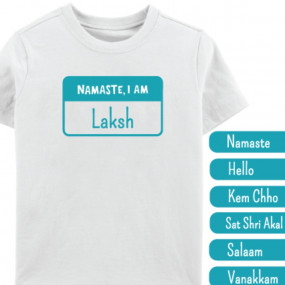 NAMASTE, I AM
Laksh
Namaste
Hello
Kem Chho
Sat Shri Akal
Salaam
Vanakkam